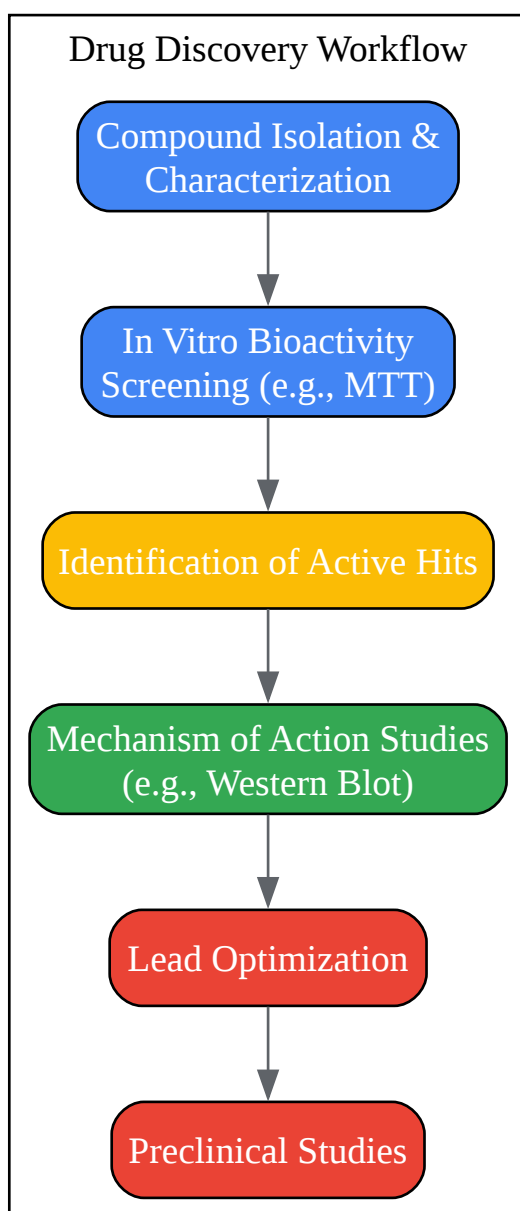 Drug Discovery Workflow
Compound Isolation &
Characterization
In Vitro Bioactivity
Screening (e.g., MTT)
Identification of Active Hits
Mechanism of Action Studies
(e.g., Western Blot)
Lead Optimization
Preclinical Studies